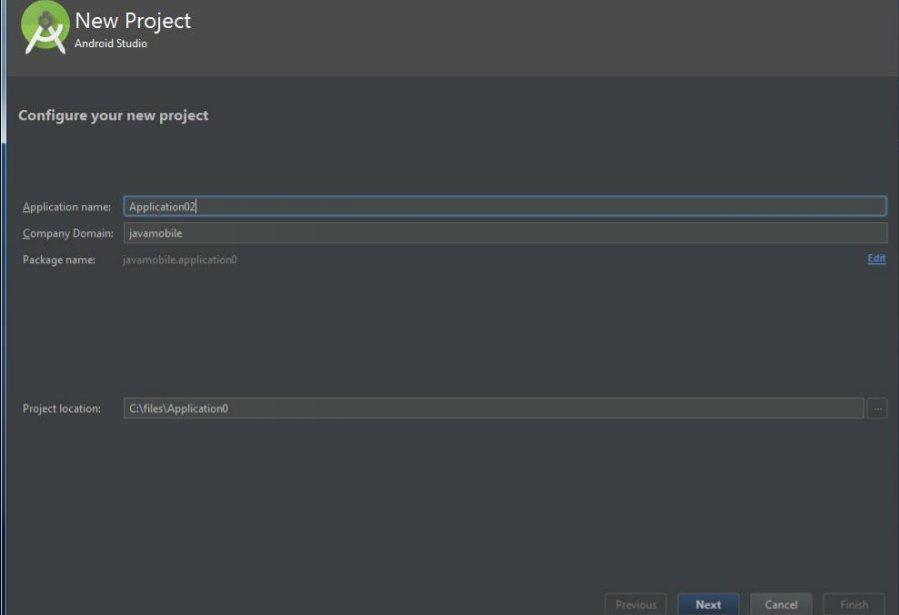 New Project
Android Studio
Configure your new project
Application name: Application02
Company Domain: javamobile
Package name: javamobile.application0 Edit
Project location: C:\files\Application0 ...
Previous Next Cancel Finish